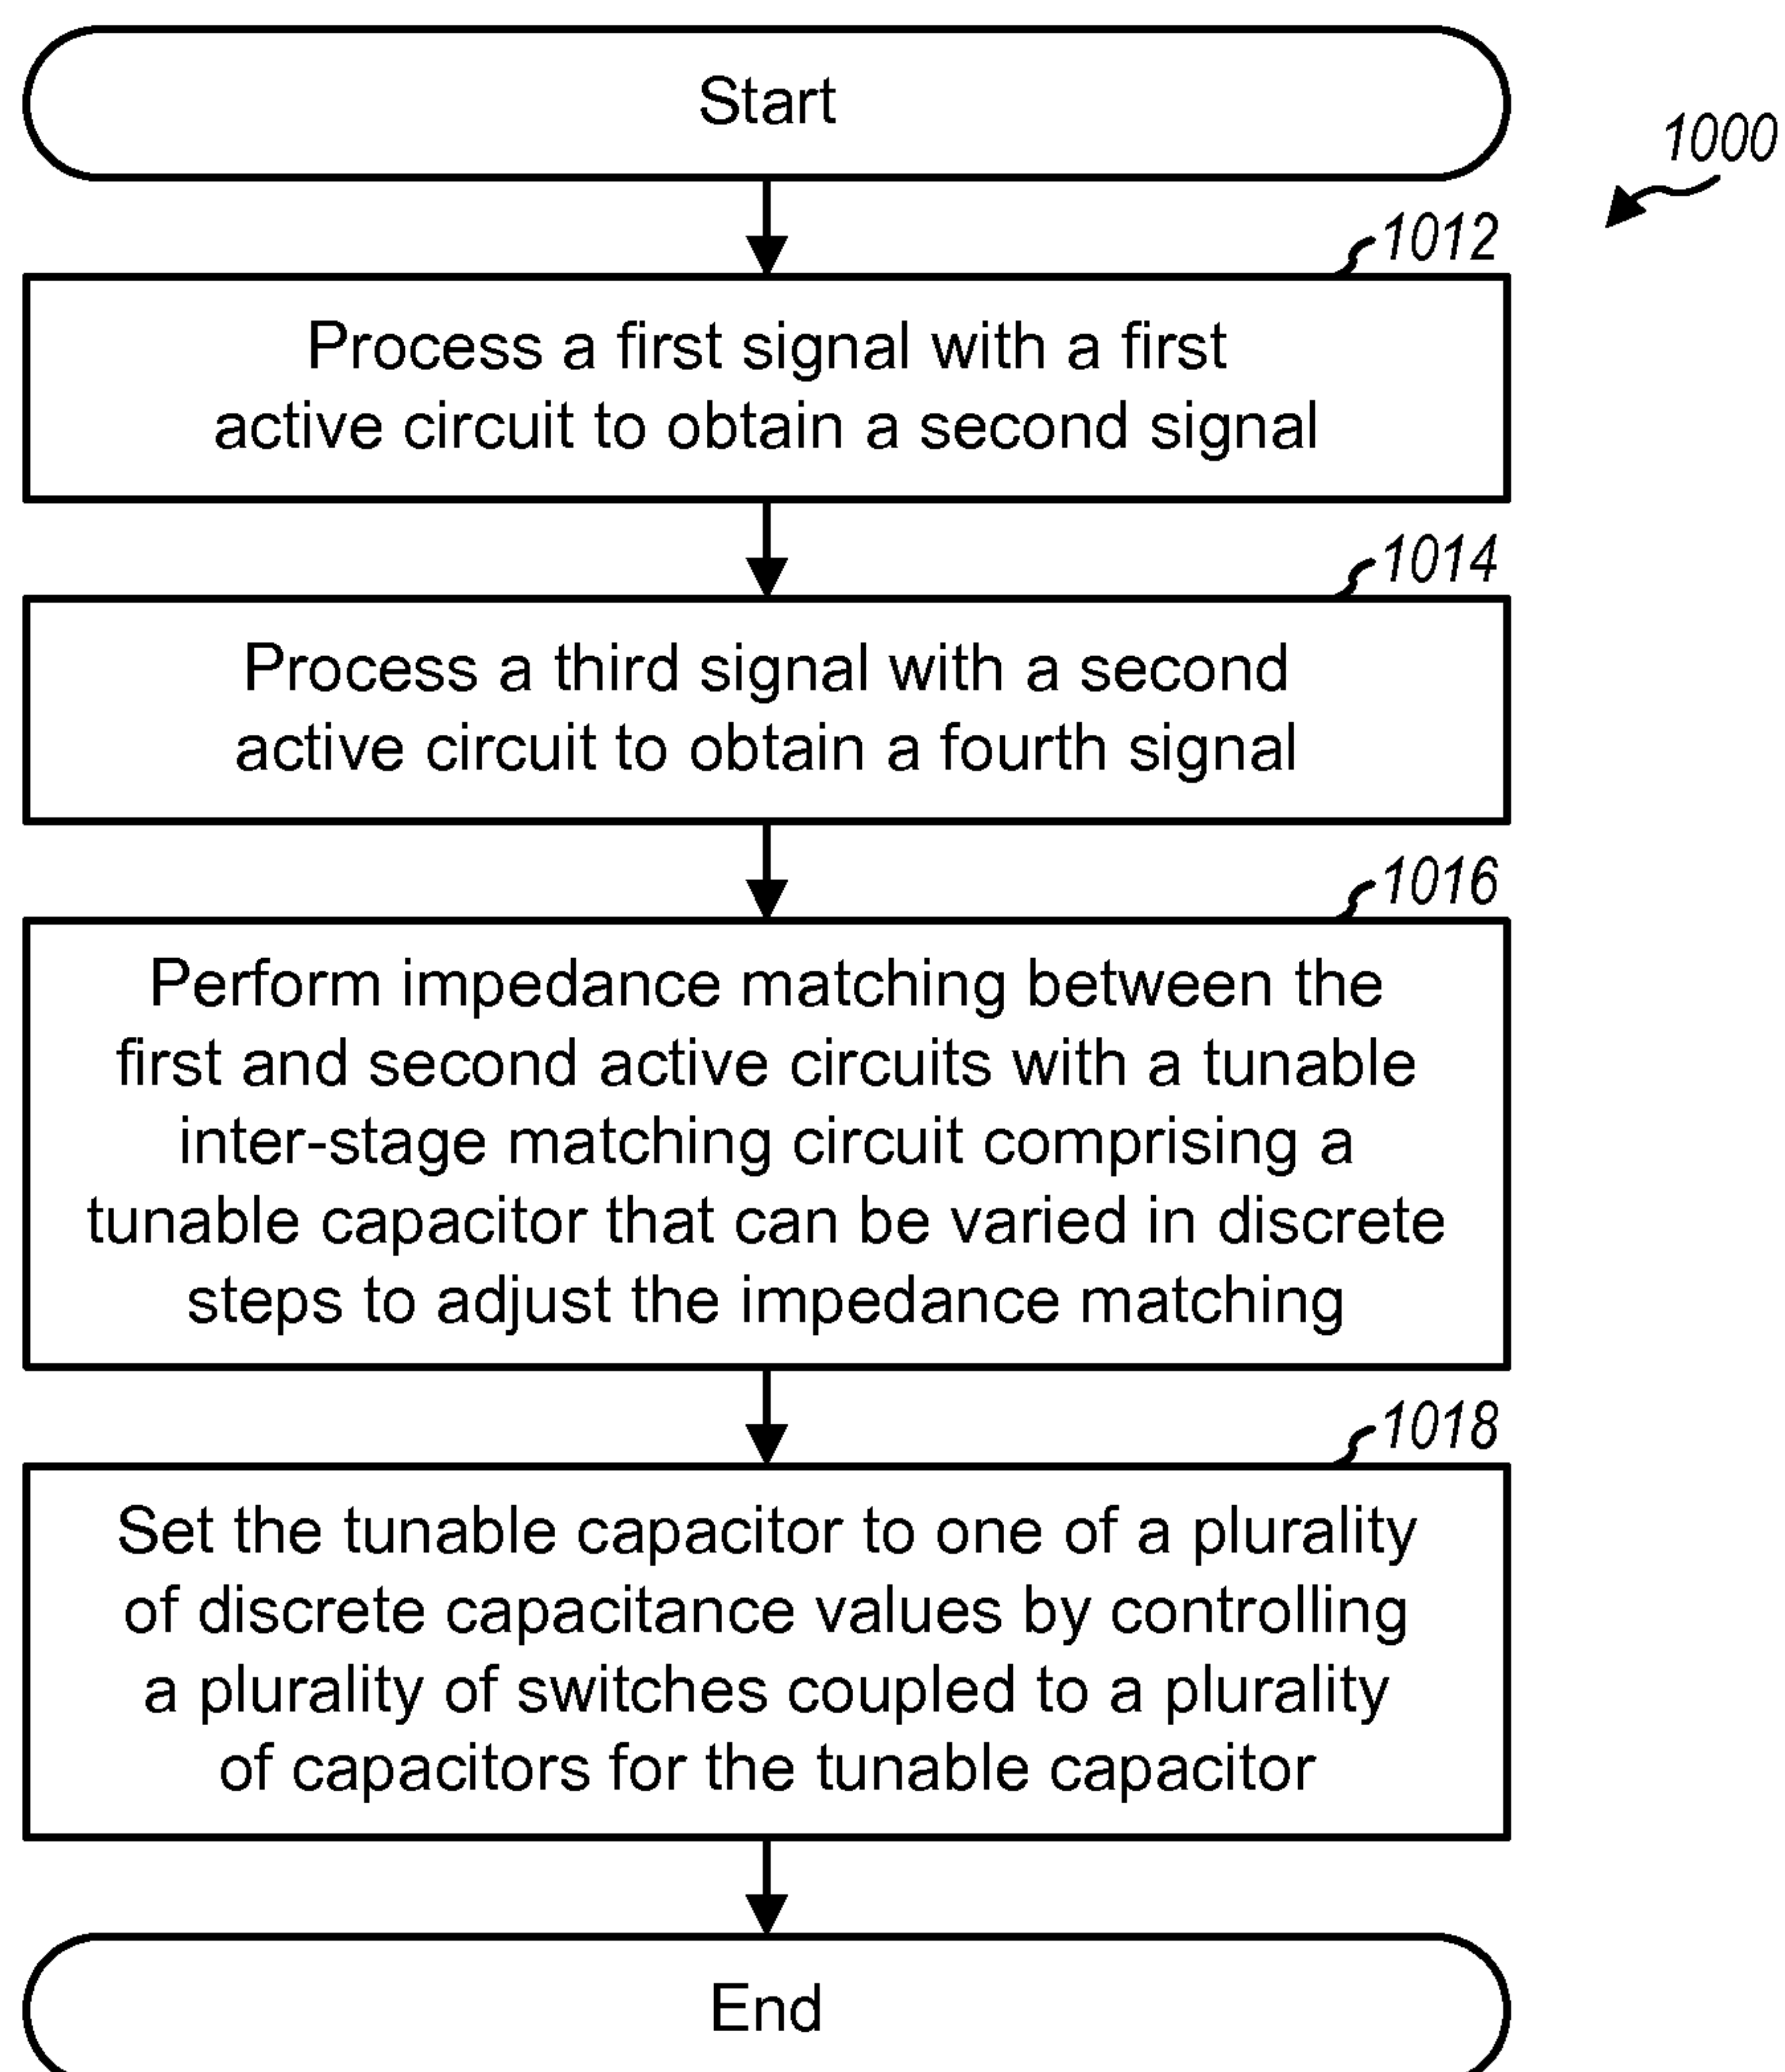 Start
1000
1012
Process a first signal with a first
active circuit to obtain a second signal
1014
Process a third signal with a second
active circuit to obtain a fourth signal
1016
Perform impedance matching between the
first and second active circuits with a tunable
inter-stage matching circuit comprising a
tunable capacitor that can be varied in discrete
steps to adjust the impedance matching
1018
Set the tunable capacitor to one of a plurality
of discrete capacitance values by controlling
a plurality of switches coupled to a plurality
of capacitors for the tunable capacitor
End